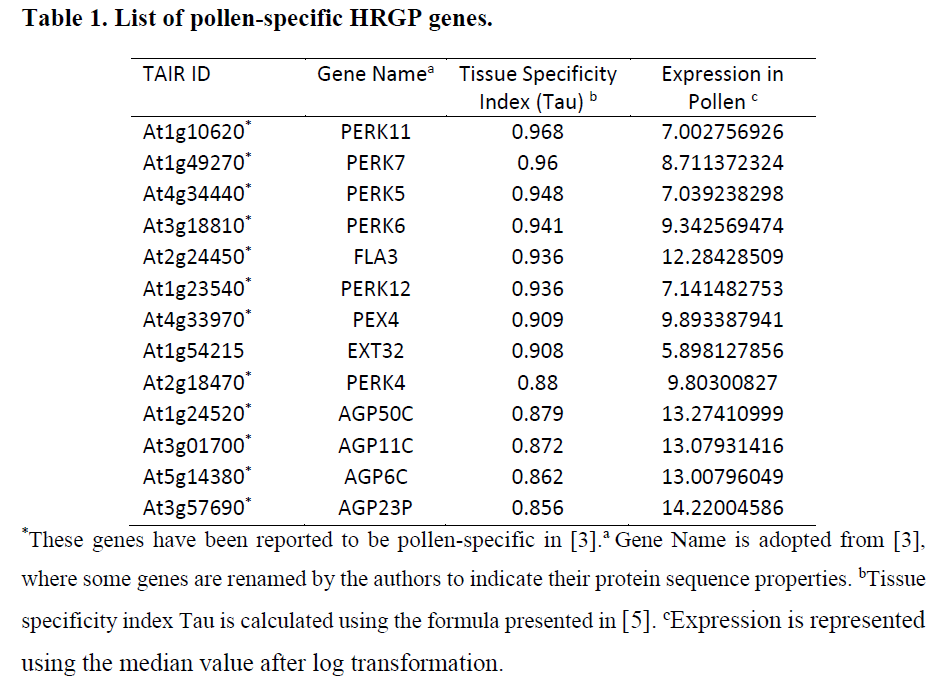 Table 1. List of pollen-specific HRGP genes.
TAIR ID Gene Nameᵃ Tissue Specificity Index (Tau) ᵇ Expression in Pollen ᶜ
At1g10620* PERK11 0.968 7.002756926
At1g49270* PERK7 0.96 8.711372324
At4g34440* PERK5 0.948 7.039238298
At3g18810* PERK6 0.941 9.342569474
At2g24450* FLA3 0.936 12.28428509
At1g23540* PERK12 0.936 7.141482753
At4g33970* PEX4 0.909 9.893387941
At1g54215 EXT32 0.908 5.898127856
At2g18470* PERK4 0.88 9.80300827
At1g24520* AGP50C 0.879 13.27410999
At3g01700* AGP11C 0.872 13.07931416
At5g14380* AGP6C 0.862 13.00796049
At3g57690* AGP23P 0.856 14.22004586
*These genes have been reported to be pollen-specific in [3].ᵃ Gene Name is adopted from [3],
where some genes are renamed by the authors to indicate their protein sequence properties. ᵇTissue
specificity index Tau is calculated using the formula presented in [5]. ᶜExpression is represented
using the median value after log transformation.